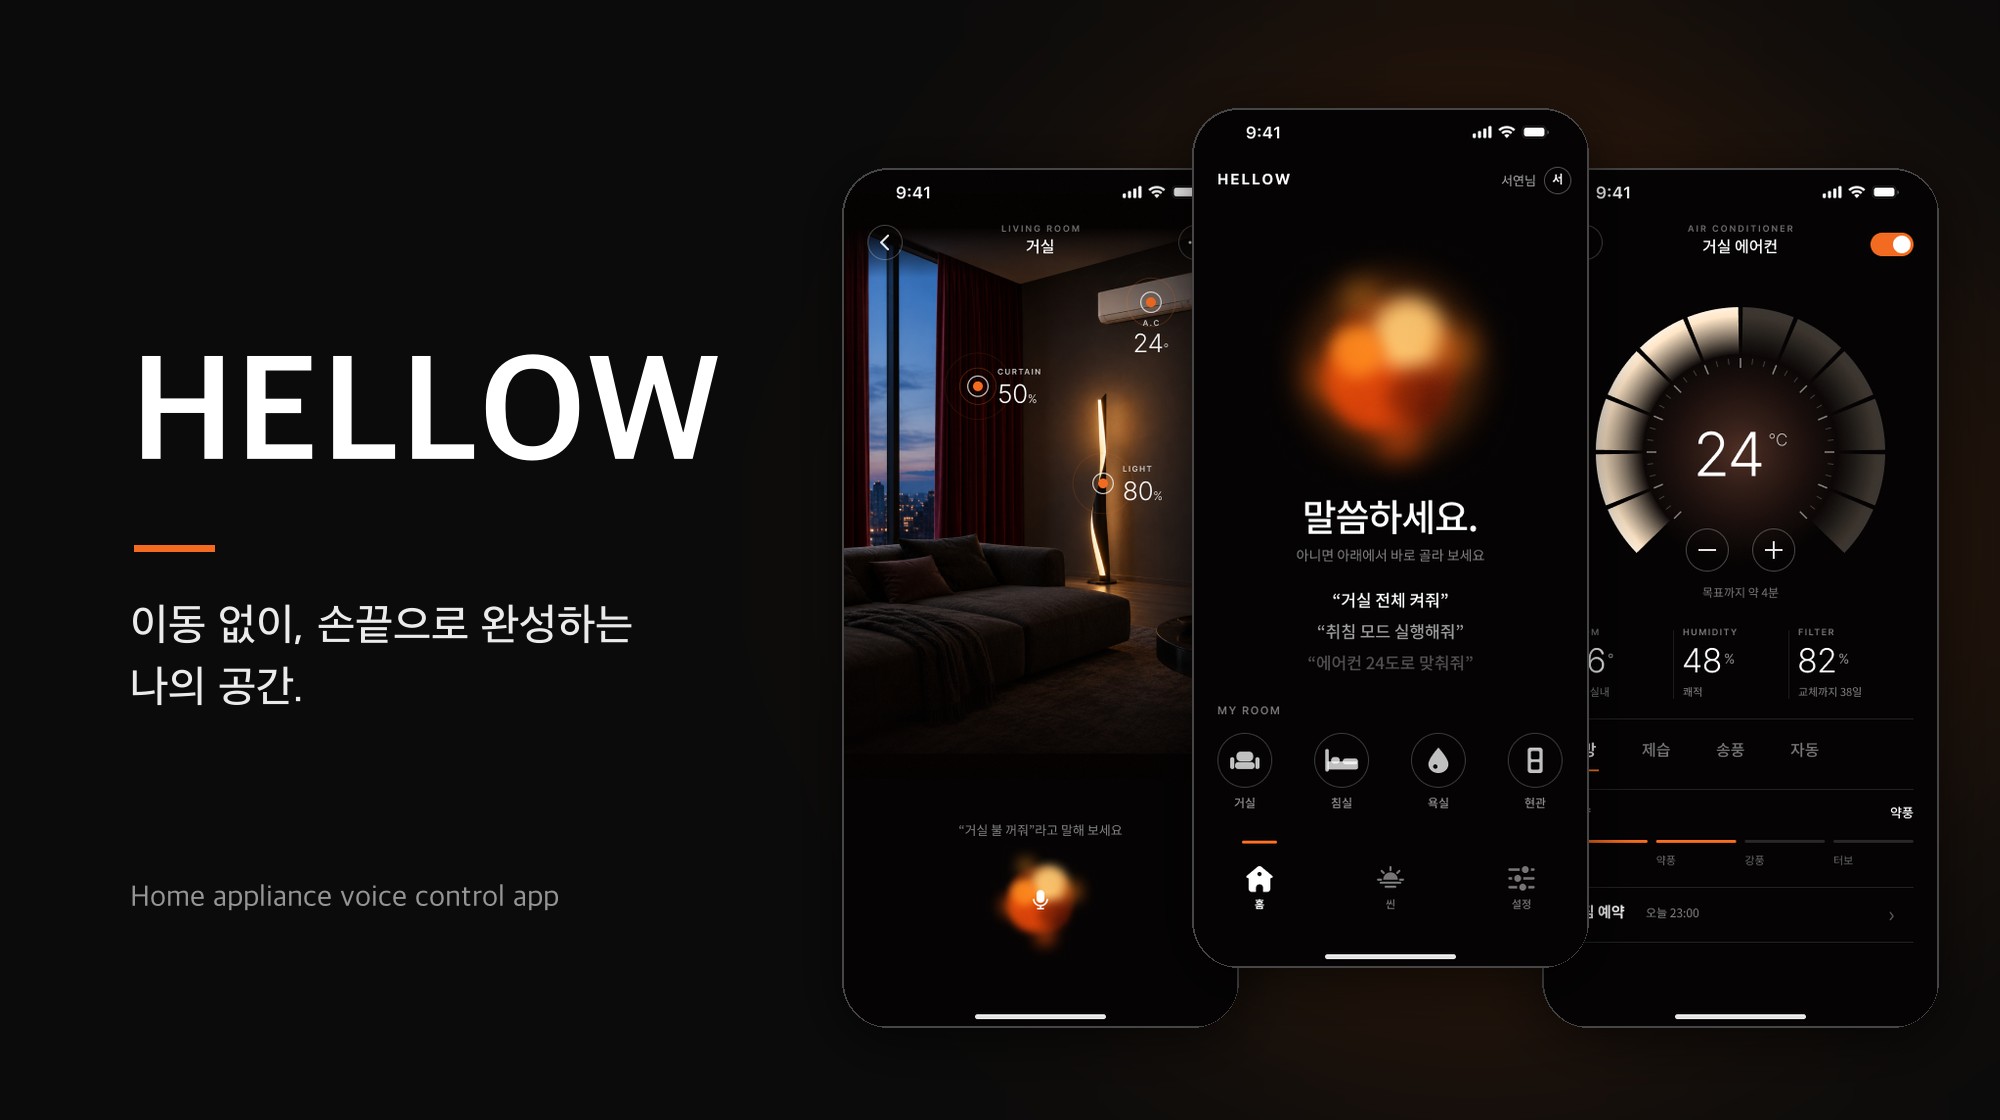 HELLOW
이동 없이, 손끝으로 완성하는
나의 공간.
Home appliance voice control app
9:41
LIVING ROOM
거실
A.C
24°
CURTAIN
50%
LIGHT
80%
“거실 불 꺼줘”라고 말해 보세요
9:41
HELLOW
서연님 서
말씀하세요.
아니면 아래에서 바로 골라 보세요
“거실 전체 켜줘”
“취침 모드 실행해줘”
“에어컨 24도로 맞춰줘”
MY ROOM
거실 침실 욕실 현관
홈 씬 설정
9:41
AIR CONDITIONER
거실 에어컨
24 °C
목표까지 약 4분
HUMIDITY FILTER
6° 48% 82%
실내 쾌적 교체까지 38일
제습 송풍 자동
약풍
약풍 강풍 터보
예약 오늘 23:00